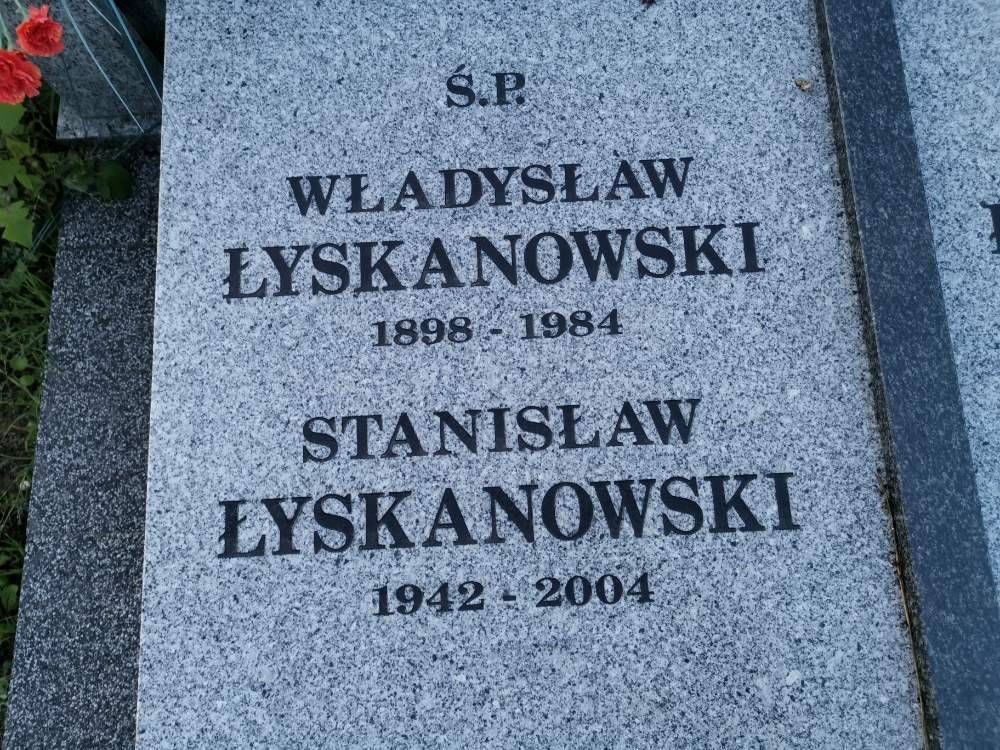 Ś.P.
WŁADYSŁAW
ŁYSKANOWSKI
1898 - 1984
STANISŁAW
ŁYSKANOWSKI
1942 - 2004